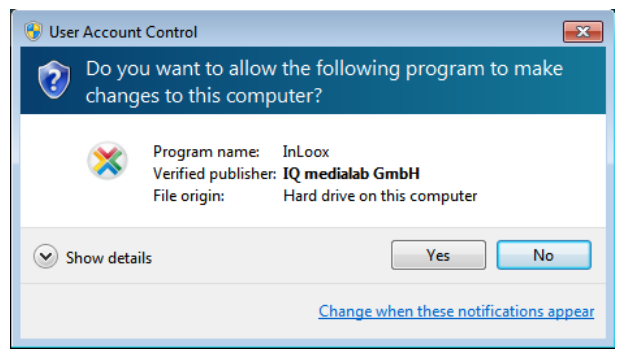 User Account Control
Do you want to allow the following program to make
changes to this computer?
Program name: InLoox
Verified publisher: IQ medialab GmbH
File origin: Hard drive on this computer
Show details
Yes
No
Change when these notifications appear